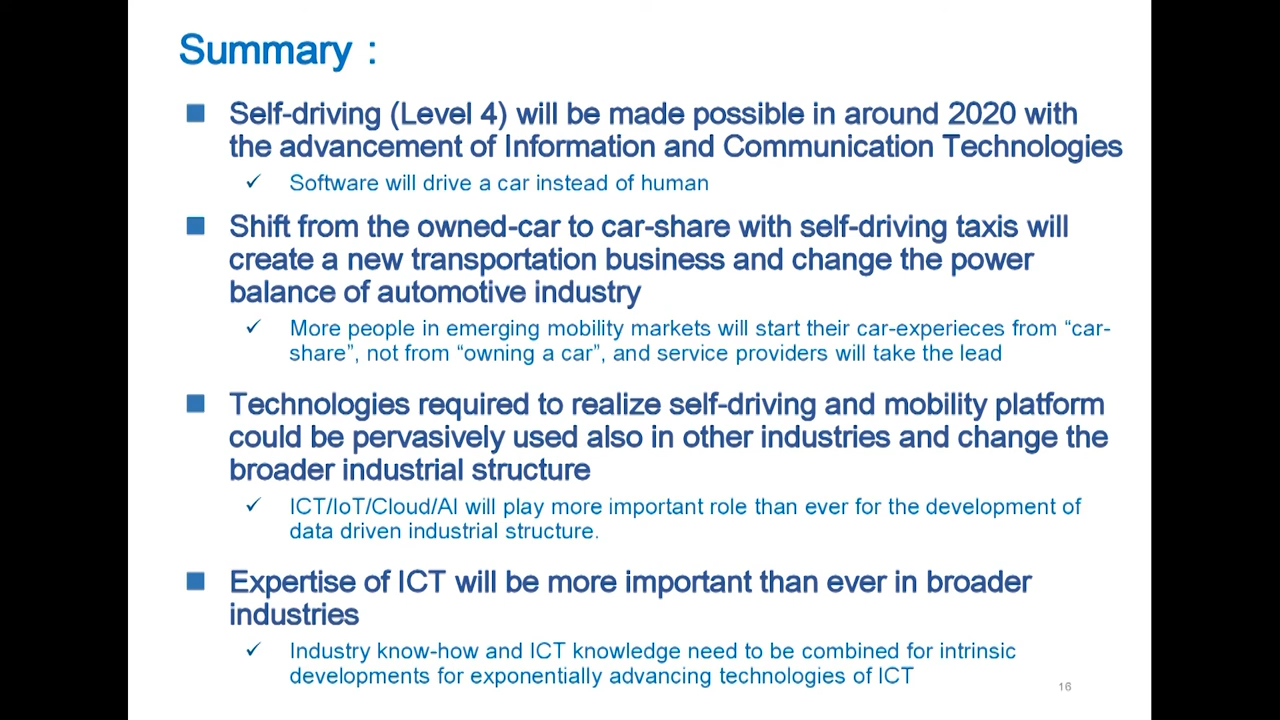 Summary :
Self-driving (Level 4) will be made possible in around 2020 with
the advancement of Information and Communication Technologies
✓ Software will drive a car instead of human
Shift from the owned-car to car-share with self-driving taxis will
create a new transportation business and change the power
balance of automotive industry
✓ More people in emerging mobility markets will start their car-experieces from “car-
share”, not from “owning a car”, and service providers will take the lead
Technologies required to realize self-driving and mobility platform
could be pervasively used also in other industries and change the
broader industrial structure
✓ ICT/IoT/Cloud/AI will play more important role than ever for the development of
data driven industrial structure.
Expertise of ICT will be more important than ever in broader
industries
✓ Industry know-how and ICT knowledge need to be combined for intrinsic
developments for exponentially advancing technologies of ICT
16